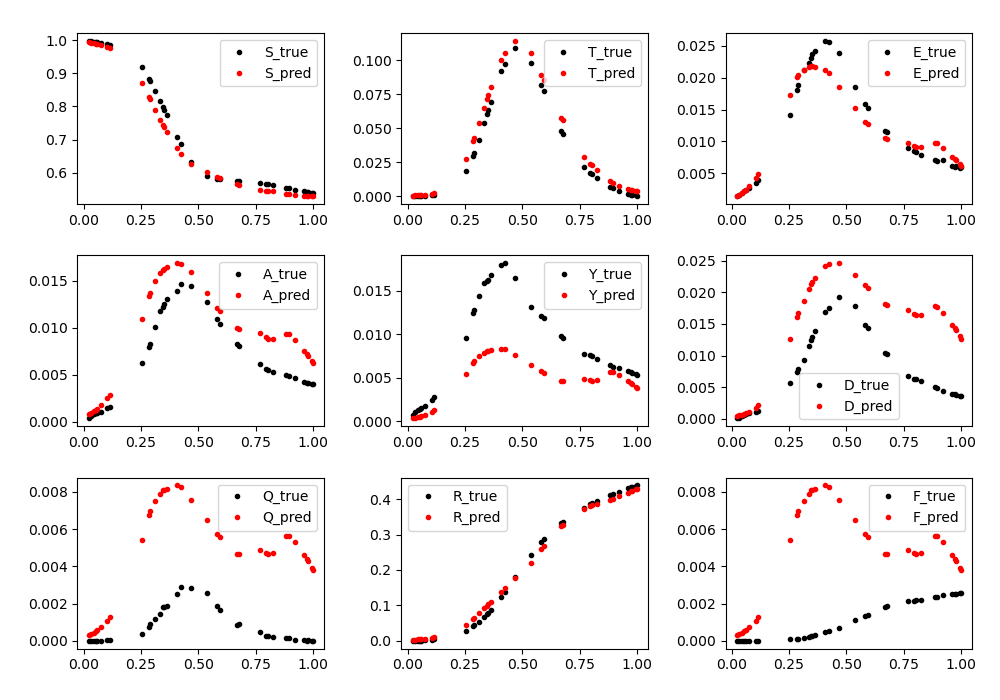 1.0
0.9
0.8
0.7
0.6
0.00 0.25 0.50 0.75 1.00
S_true
S_pred
0.100
0.075
0.050
0.025
0.000
0.00 0.25 0.50 0.75 1.00
T_true
T_pred
0.025
0.020
0.015
0.010
0.005
0.00 0.25 0.50 0.75 1.00
E_true
E_pred
0.015
0.010
0.005
0.000
0.00 0.25 0.50 0.75 1.00
A_true
A_pred
0.015
0.010
0.005
0.000
0.00 0.25 0.50 0.75 1.00
Y_true
Y_pred
0.025
0.020
0.015
0.010
0.005
0.000
0.00 0.25 0.50 0.75 1.00
D_true
D_pred
0.008
0.006
0.004
0.002
0.000
0.00 0.25 0.50 0.75 1.00
Q_true
Q_pred
0.4
0.3
0.2
0.1
0.0
0.00 0.25 0.50 0.75 1.00
R_true
R_pred
0.008
0.006
0.004
0.002
0.000
0.00 0.25 0.50 0.75 1.00
F_true
F_pred